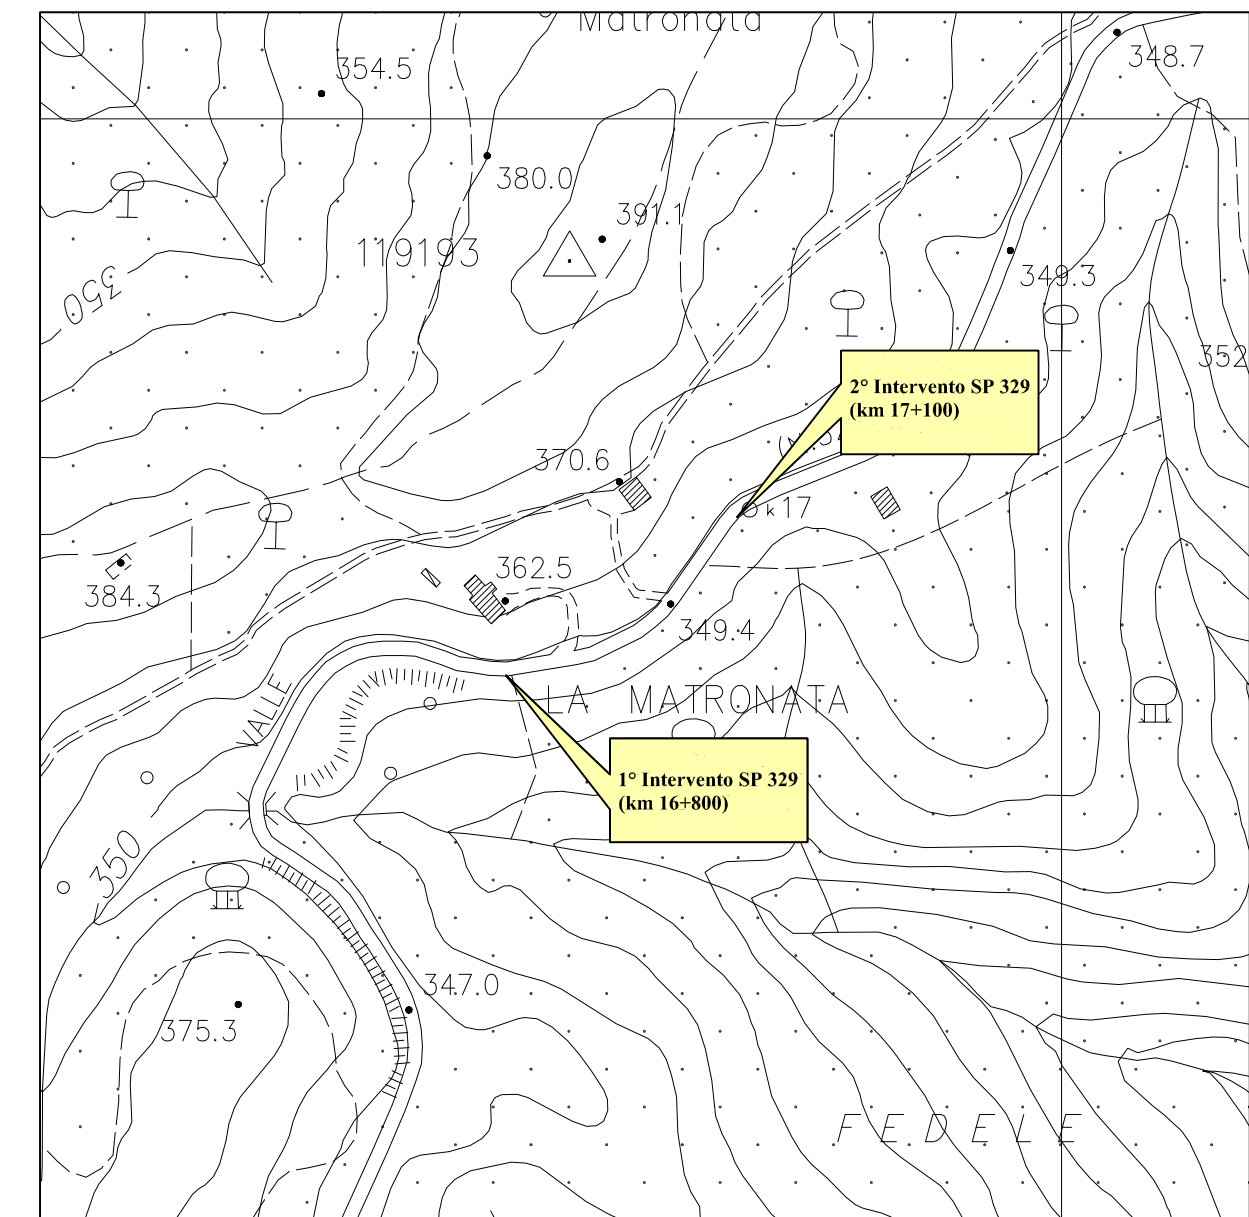 Matronata
354.5
348.7
380.0
391.1
119193
349.3
350
352
2° Intervento SP 329
(km 17+100)
370.6
k 17
362.5
384.3
349.4
VALLE
LA MATRONATA
1° Intervento SP 329
(km 16+800)
350
347.0
375.3
FEDELE